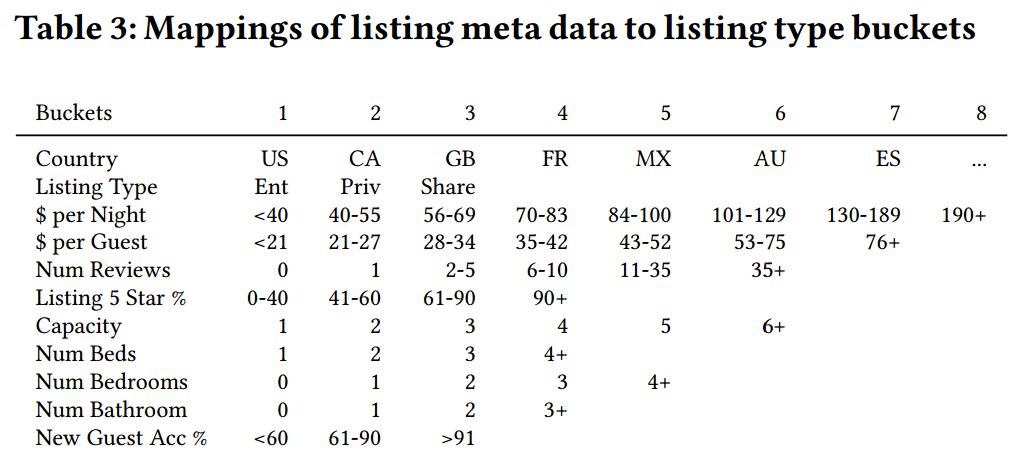 Table 3: Mappings of listing meta data to listing type buckets
Buckets 1 2 3 4 5 6 7 8
Country US CA GB FR MX AU ES ...
Listing Type Ent Priv Share
$ per Night <40 40-55 56-69 70-83 84-100 101-129 130-189 190+
$ per Guest <21 21-27 28-34 35-42 43-52 53-75 76+
Num Reviews 0 1 2-5 6-10 11-35 35+
Listing 5 Star % 0-40 41-60 61-90 90+
Capacity 1 2 3 4 5 6+
Num Beds 1 2 3 4+
Num Bedrooms 0 1 2 3 4+
Num Bathroom 0 1 2 3+
New Guest Acc % <60 61-90 >91